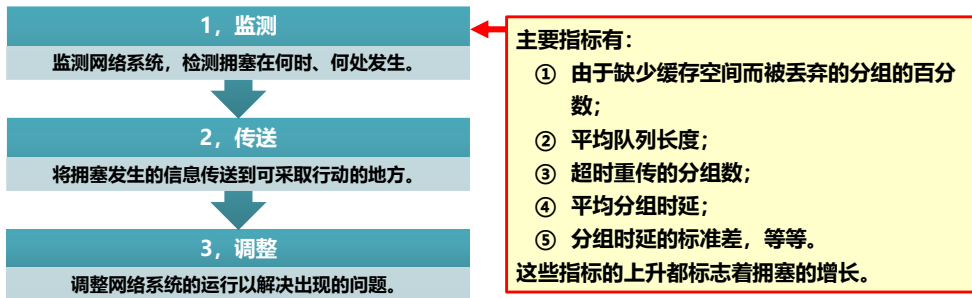 1，监测
监测网络系统，检测拥塞在何时、何处发生。
2，传送
将拥塞发生的信息传送到可采取行动的地方。
3，调整
调整网络系统的运行以解决出现的问题。
主要指标有：
① 由于缺少缓存空间而被丢弃的分组的百分
数；
② 平均队列长度；
③ 超时重传的分组数；
④ 平均分组时延；
⑤ 分组时延的标准差，等等。
这些指标的上升都标志着拥塞的增长。